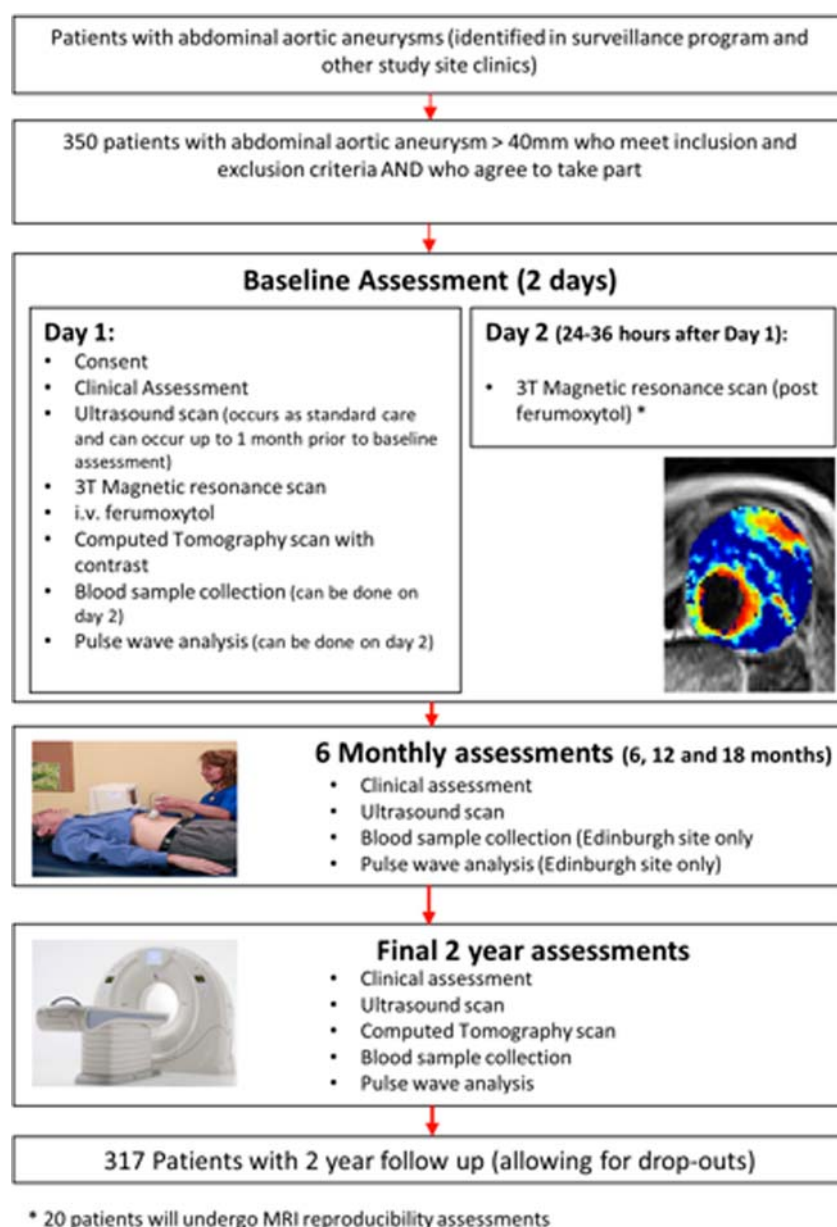 Patients with abdominal aortic aneurysms (identified in surveillance program and
other study site clinics)
350 patients with abdominal aortic aneurysm > 40mm who meet inclusion and
exclusion criteria AND who agree to take part
Baseline Assessment (2 days)
Day 1:
• Consent
• Clinical Assessment
• Ultrasound scan (occurs as standard care
and can occur up to 1 month prior to baseline
assessment)
• 3T Magnetic resonance scan
• i.v. ferumoxytol
• Computed Tomography scan with
contrast
• Blood sample collection (can be done on
day 2)
• Pulse wave analysis (can be done on day 2)
Day 2 (24-36 hours after Day 1):
• 3T Magnetic resonance scan (post
ferumoxytol) *
6 Monthly assessments (6, 12 and 18 months)
• Clinical assessment
• Ultrasound scan
• Blood sample collection (Edinburgh site only
• Pulse wave analysis (Edinburgh site only)
Final 2 year assessments
• Clinical assessment
• Ultrasound scan
• Computed Tomography scan
• Blood sample collection
• Pulse wave analysis
317 Patients with 2 year follow up (allowing for drop-outs)
* 20 patients will undergo MRI reproducibility assessments